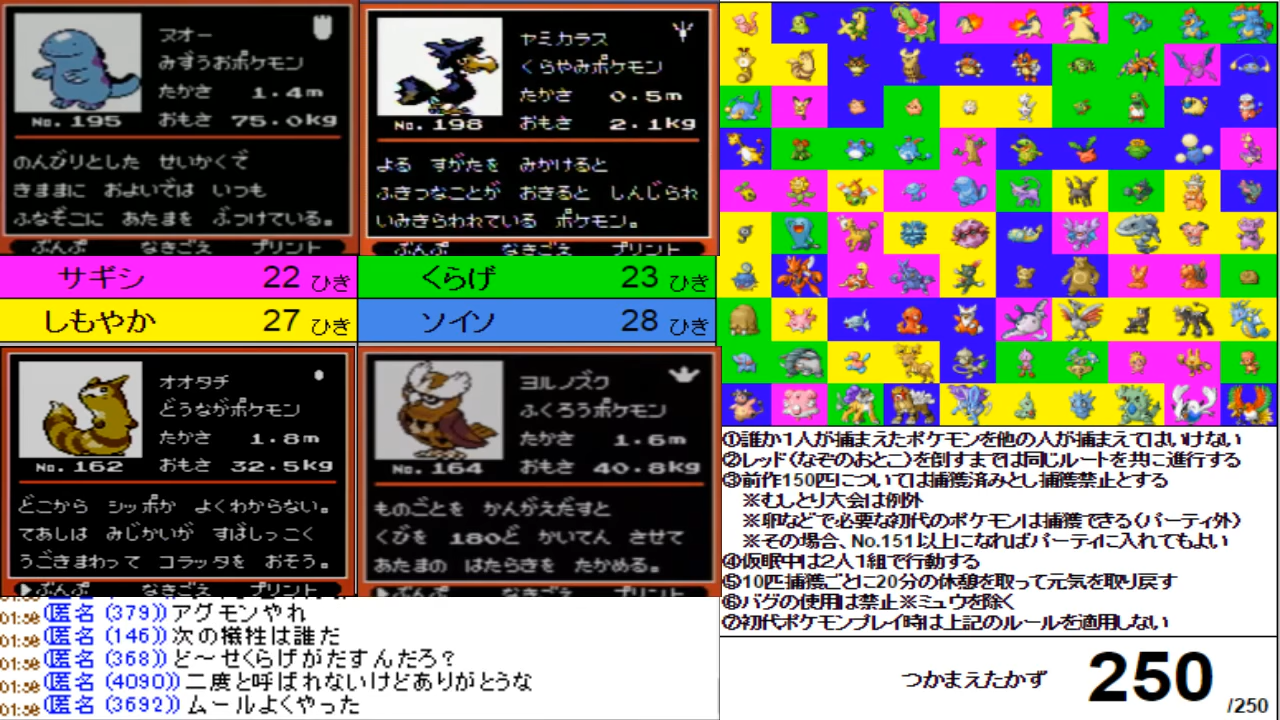 ヌオー
みずうおポケモン
たかさ 1.4m
No.195 おもさ 75.0kg
のんびりとした せいかくで
きままに およいでは いつも
ふなぞこに あたまを ぶつけている。
ぶんぷ なきごえ プリント
ヤミカラス
くらやみポケモン
たかさ 0.5m
No.198 おもさ 2.1kg
よる すがたを みかけると
ふきつなことが おきると しんじられ
いみきらわれている ポケモン。
ぶんぷ なきごえ プリント
サギシ 22 ひき
くらげ 23 ひき
しもやか 27 ひき
ソイソ 28 ひき
オオタチ
どうながポケモン
たかさ 1.8m
No.162 おもさ 32.5kg
どこから シッポか よくわからない。
てあしは みじかいが すばしっこく
うごきまわって コラッタを おそう。
▶ぶんぷ なきごえ プリント
ヨルノズク
ふくろうポケモン
たかさ 1.6m
No.164 おもさ 40.8kg
ものごとを かんがえだすと
くびを 180ど かいてん させて
あたまの はたらきを たかめる。
▶ぶんぷ なきごえ プリント
01:58 (匿名 (379)) アグモンやれ
01:58 (匿名 (146)) 次の犠牲は誰だ
01:58 (匿名 (368)) ど～せくらげがだすんだろ？
01:58 (匿名 (4090)) 二度と呼ばれないけどありがとうな
01:58 (匿名 (3692)) ムールよくやった
①誰か1人が捕まえたポケモンを他の人が捕まえてはいけない
②レッド(なぞのおとこ)を倒すまでは同じルートを共に進行する
③前作150匹については捕獲済みとし捕獲禁止とする
※むしとり大会は例外
※卵などで必要な初代のポケモンは捕獲できる(パーティ外)
※その場合、No.151以上になればパーティに入れてもよい
④仮眠中は2人1組で行動する
⑤10匹捕獲ごとに20分の休憩を取って元気を取り戻す
⑥バグの使用は禁止※ミュウを除く
⑦初代ポケモンプレイ時は上記のルールを適用しない
つかまえたかず 250 /250